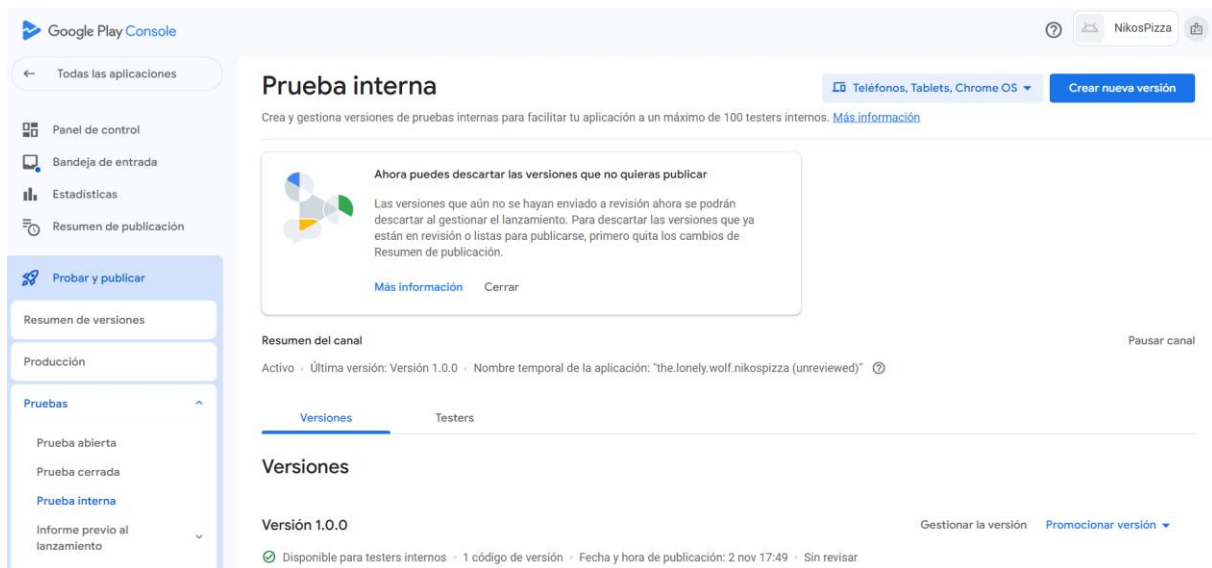 Google Play Console
NikosPizza
Todas las aplicaciones
Panel de control
Bandeja de entrada
Estadísticas
Resumen de publicación
Probar y publicar
Resumen de versiones
Producción
Pruebas
Prueba abierta
Prueba cerrada
Prueba interna
Informe previo al
lanzamiento
Prueba interna
Teléfonos, Tablets, Chrome OS
Crear nueva versión
Crea y gestiona versiones de pruebas internas para facilitar tu aplicación a un máximo de 100 testers internos. Más información
Ahora puedes descartar las versiones que no quieras publicar
Las versiones que aún no se hayan enviado a revisión ahora se podrán
descartar al gestionar el lanzamiento. Para descartar las versiones que ya
están en revisión o listas para publicarse, primero quita los cambios de
Resumen de publicación.
Más información Cerrar
Resumen del canal
Pausar canal
Activo · Última versión: Versión 1.0.0 · Nombre temporal de la aplicación: "the.lonely.wolf.nikospizza (unreviewed)"
Versiones Testers
Versiones
Versión 1.0.0
Gestionar la versión Promocionar versión
Disponible para testers internos · 1 código de versión · Fecha y hora de publicación: 2 nov 17:49 · Sin revisar